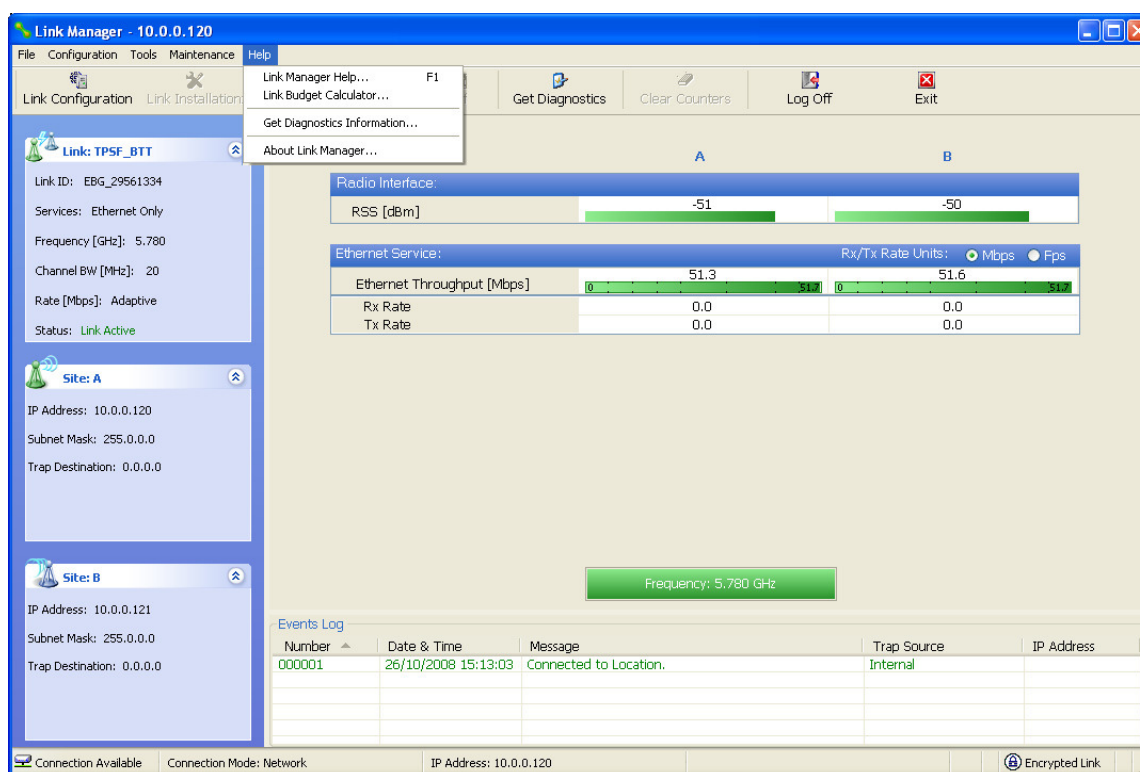 Link Manager - 10.0.0.120
File Configuration Tools Maintenance Help
Link Configuration Link Installation Get Diagnostics Clear Counters Log Off Exit
Link Manager Help... F1
Link Budget Calculator...
Get Diagnostics Information...
About Link Manager...
Link: TPSF_BTT
Link ID: EBG_29561334
Services: Ethernet Only
Frequency [GHz]: 5.780
Channel BW [MHz]: 20
Rate [Mbps]: Adaptive
Status: Link Active
Site: A
IP Address: 10.0.0.120
Subnet Mask: 255.0.0.0
Trap Destination: 0.0.0.0
Site: B
IP Address: 10.0.0.121
Subnet Mask: 255.0.0.0
Trap Destination: 0.0.0.0
A B
Radio Interface:
RSS [dBm] -51 -50
Ethernet Service: Rx/Tx Rate Units: Mbps Fps
Ethernet Throughput [Mbps] 51.3 51.6
0 51.7 0 51.7
Rx Rate 0.0 0.0
Tx Rate 0.0 0.0
Frequency: 5.780 GHz
Events Log
Number Date & Time Message Trap Source IP Address
000001 26/10/2008 15:13:03 Connected to Location. Internal
Connection Available Connection Mode: Network IP Address: 10.0.0.120 Encrypted Link